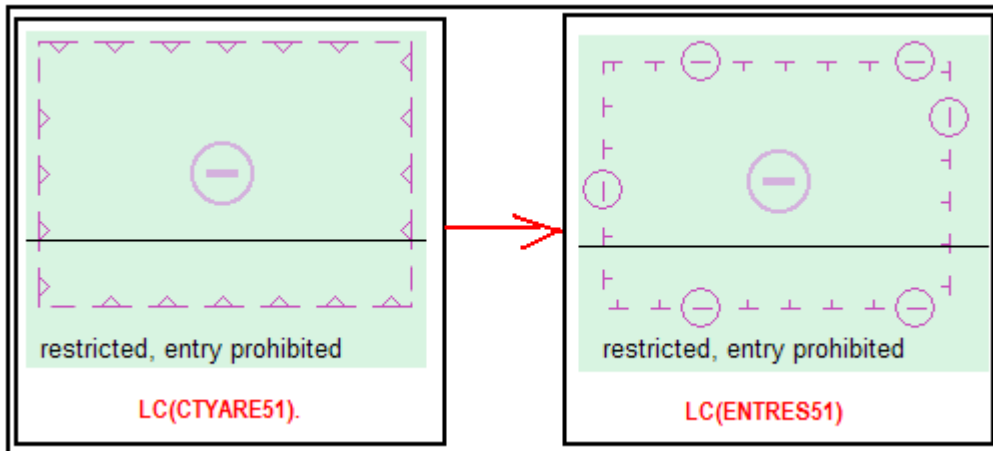 restricted, entry prohibited
LC(CTYARE51).
restricted, entry prohibited
LC(ENTRES51)